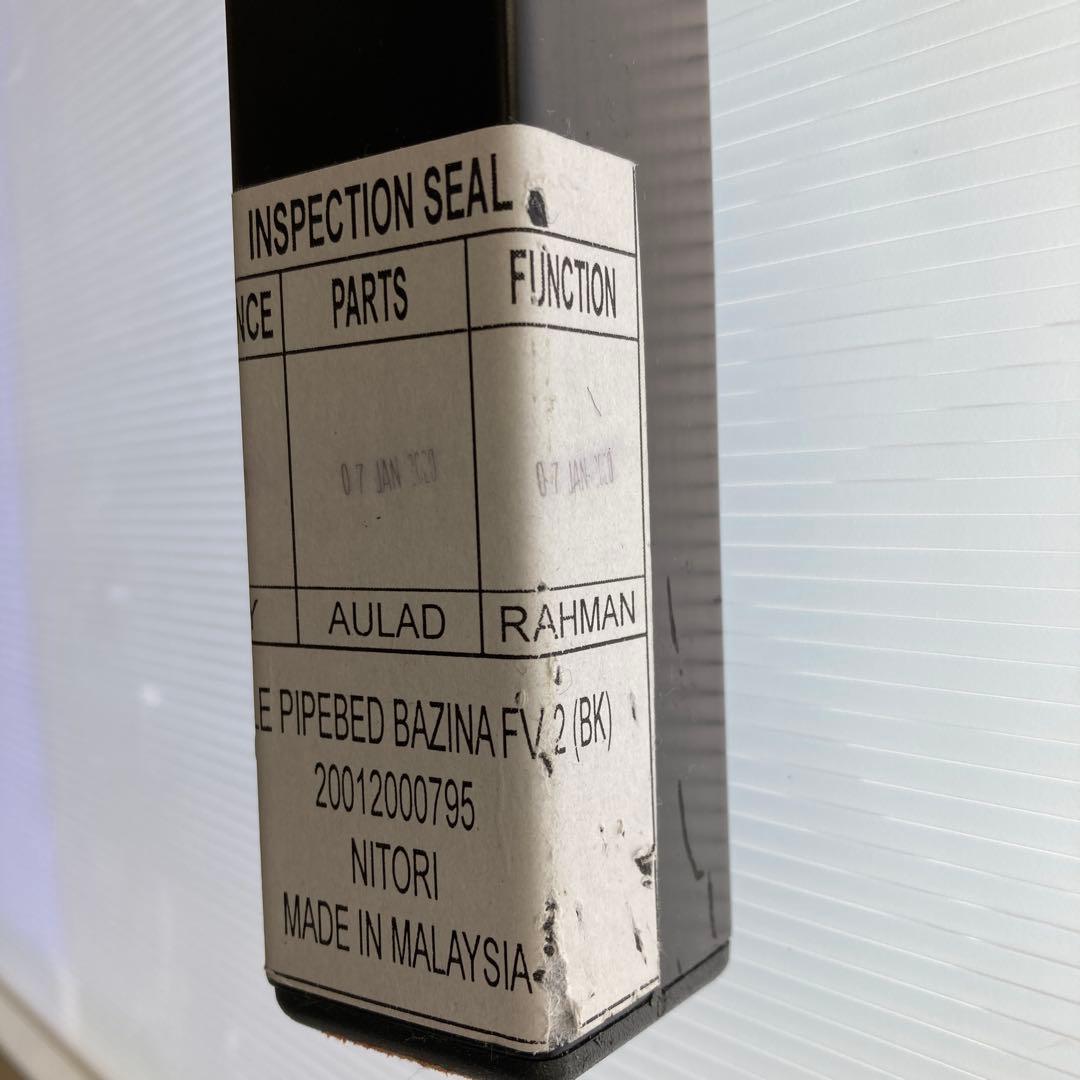 INSPECTION SEAL
NCE PARTS FUNCTION
07 JAN 2020 07 JAN 2020
Y AULAD RAHMAN
LE PIPEBED BAZINA FV 2 (BK)
20012000795
NITORI
MADE IN MALAYSIA